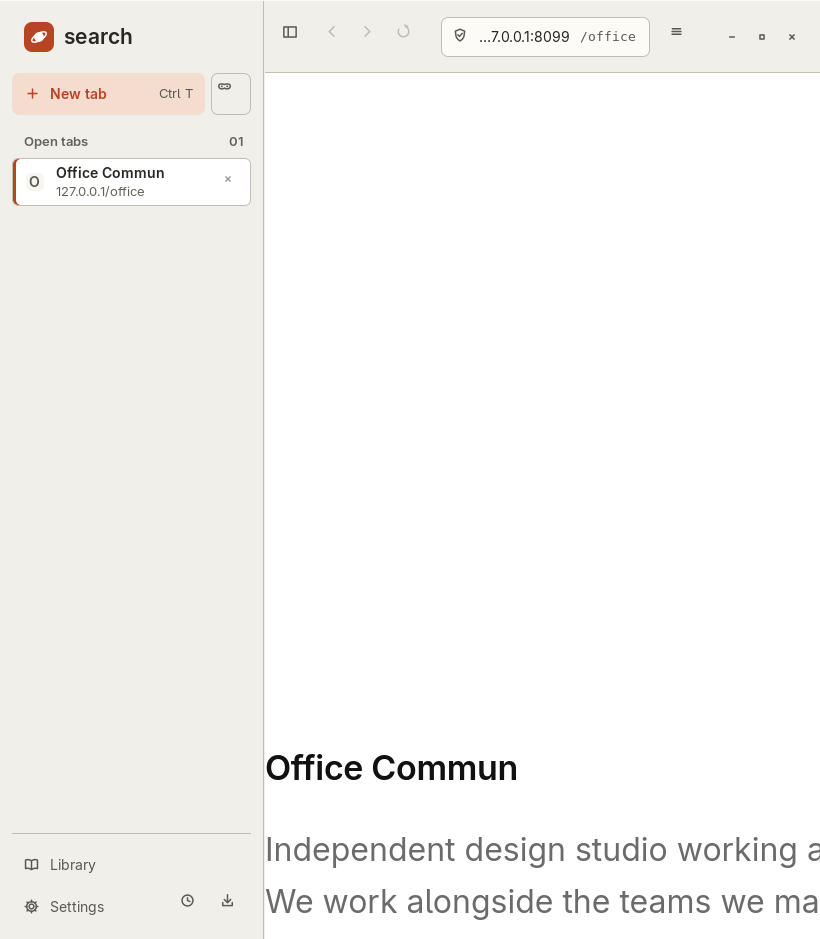 search
New tab
Ctrl T
Open tabs
01
Office Commun
127.0.0.1/office
Library
Settings
...7.0.0.1:8099 /office
Office Commun
Independent design studio working
We work alongside the teams we